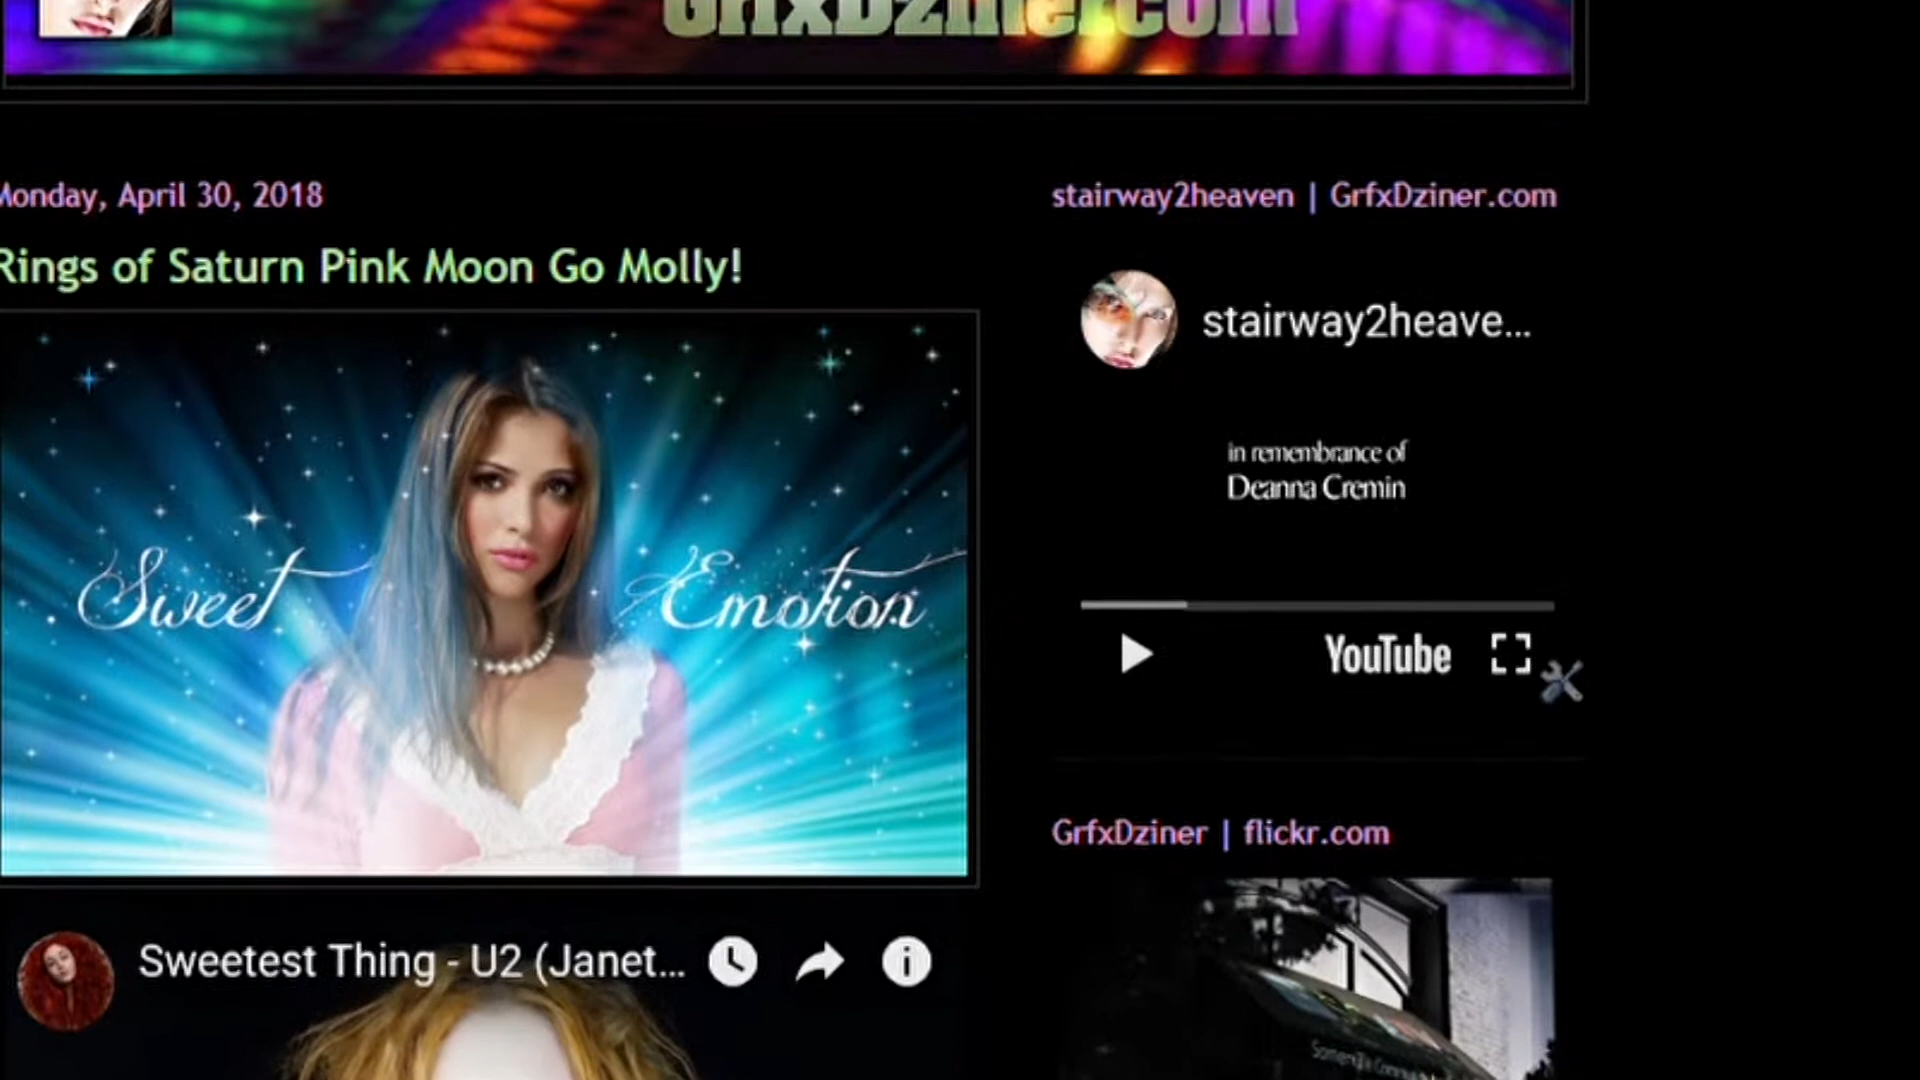 GrfxDzinercom
Monday, April 30, 2018
Rings of Saturn Pink Moon Go Molly!
Sweet Emotion
Sweetest Thing - U2 (Janet...
stairway2heaven | GrfxDziner.com
stairway2heave...
in remembrance of
Deanna Cremin
YouTube
GrfxDziner | flickr.com